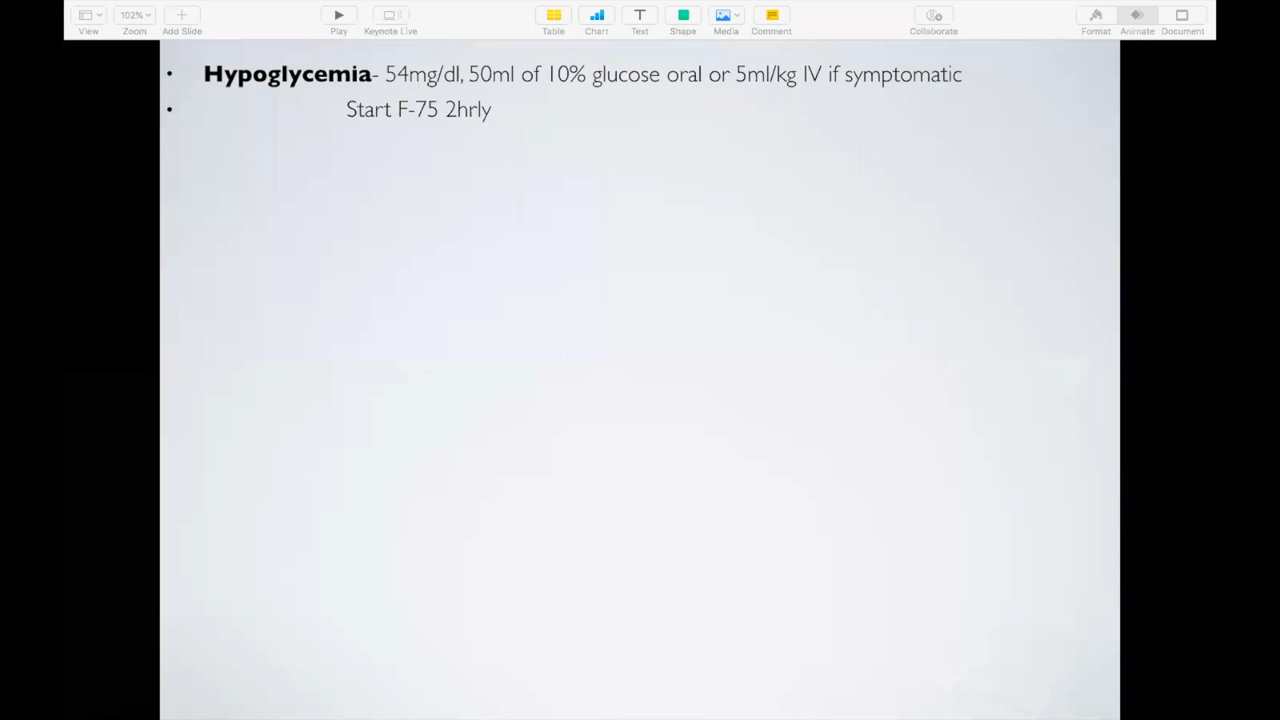 View
102%
Zoom
Add Slide
Play
Keynote Live
Table
Chart
Text
Shape
Media
Comment
Collaborate
Format
Animate
Document
• Hypoglycemia- 54mg/dl, 50ml of 10% glucose oral or 5ml/kg IV if symptomatic
• Start F-75 2hrly